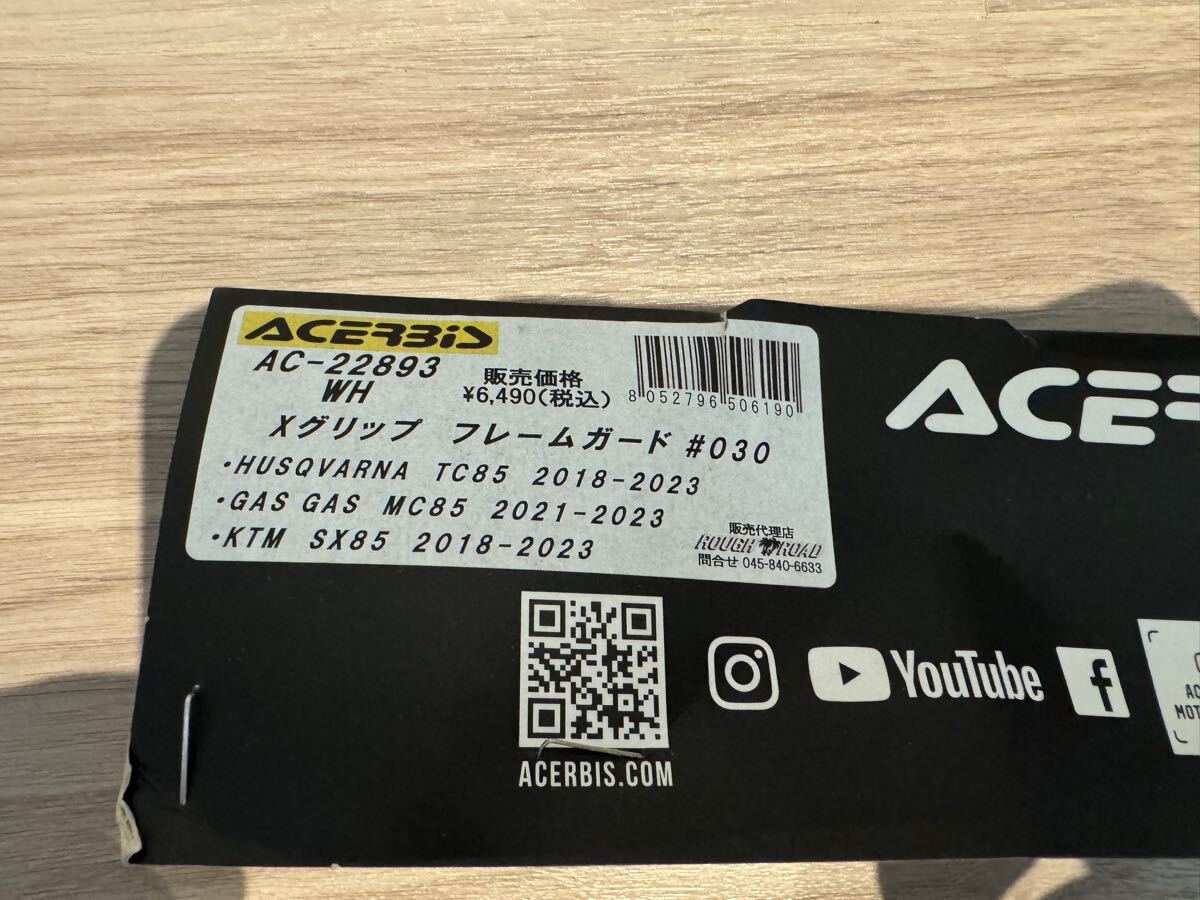 ACERBIS
AC-22893
WH
販売価格
¥6,490(税込)
8 052796 506190
Xグリップ フレームガード #030
・HUSQVARNA TC85 2018-2023
・GAS GAS MC85 2021-2023
・KTM SX85 2018-2023
販売代理店
ROUGH ROAD
問合せ 045-840-6633
ACER
YouTube
f
AC
MOT
ACERBIS.COM